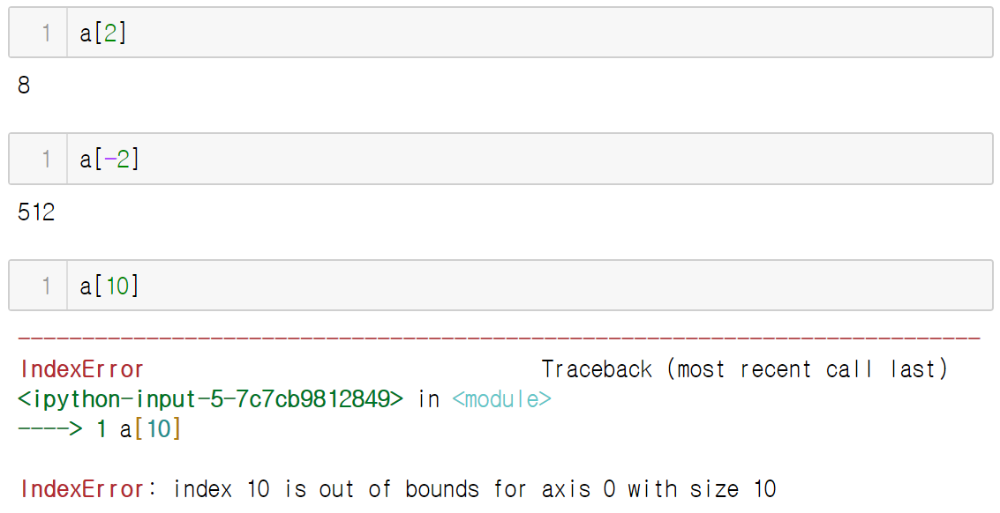 1 a[2]
8
1 a[-2]
512
1 a[10]
---------------------------------------------------------------------------
IndexError Traceback (most recent call last)
<ipython-input-5-7c7cb9812849> in <module>
----> 1 a[10]
IndexError: index 10 is out of bounds for axis 0 with size 10